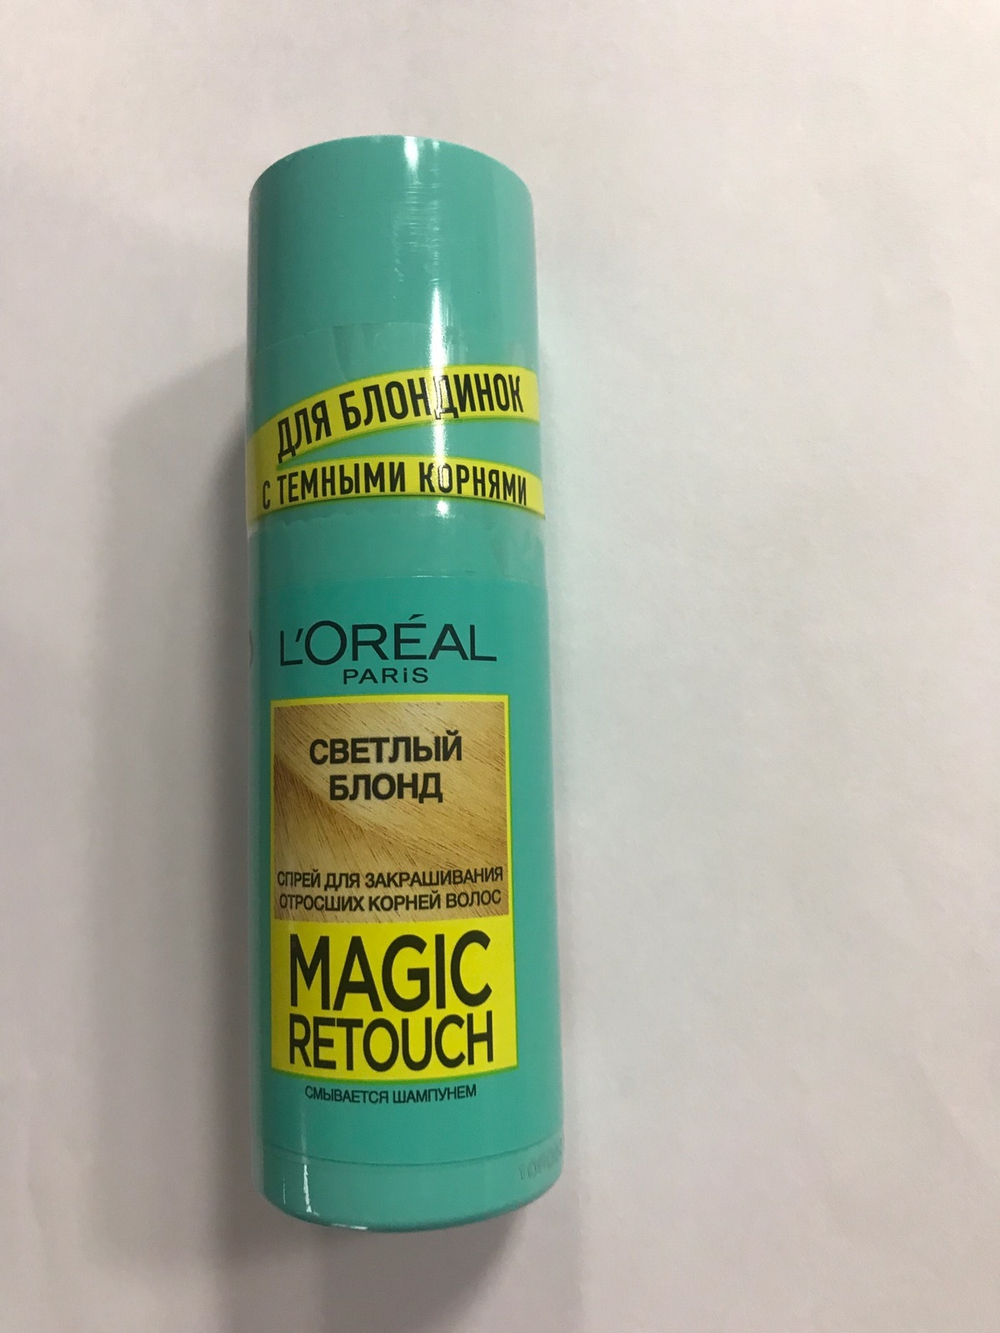 ДЛЯ БЛОНДИНОК
С ТЕМНЫМИ КОРНЯМИ
L'ORÉAL
PARiS
СВЕТЛЫЙ
БЛОНД
СПРЕЙ ДЛЯ ЗАКРАШИВАНИЯ
ОТРОСШИХ КОРНЕЙ ВОЛОС
MAGIC
RETOUCH
СМЫВАЕТСЯ ШАМПУНЕМ